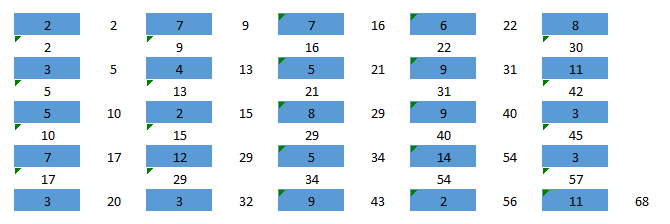 2 2 7 9 7 16 6 22 8
2 9 16 22 30
3 5 4 13 5 21 9 31 11
5 13 21 31 42
5 10 2 15 8 29 9 40 3
10 15 29 40 45
7 17 12 29 5 34 14 54 3
17 29 34 54 57
3 20 3 32 9 43 2 56 11 68